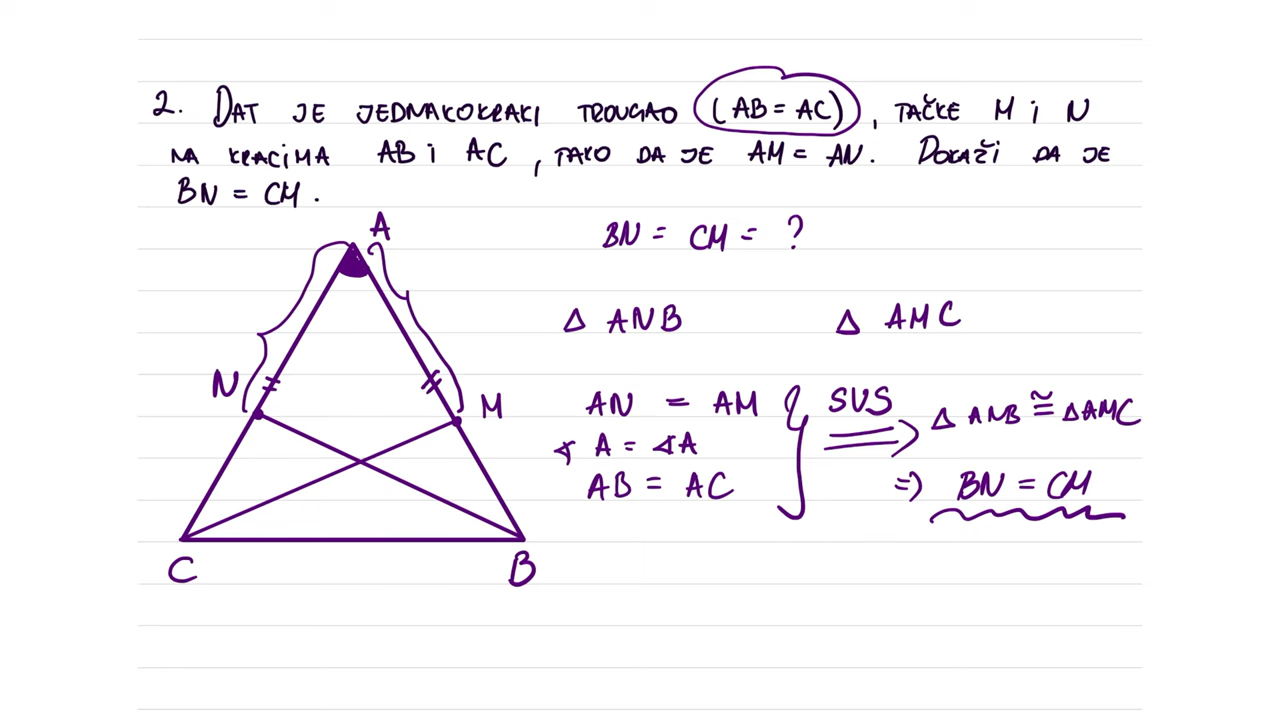 2. DAT JE JEDNAKOKRAKI TROUGAO (AB = AC), TAČKE M I N
NA KRACIMA AB I AC, TAKO DA JE AM = AN. DOKAŽI DA JE
BN = CM.
BN = CM = ?
A
N
M
C
B
Δ ANB Δ AMC
AN = AM
∢ A = ∢ A
AB = AC
SUS
⇒ Δ ANB ≅ Δ AMC
⇒ BN = CM